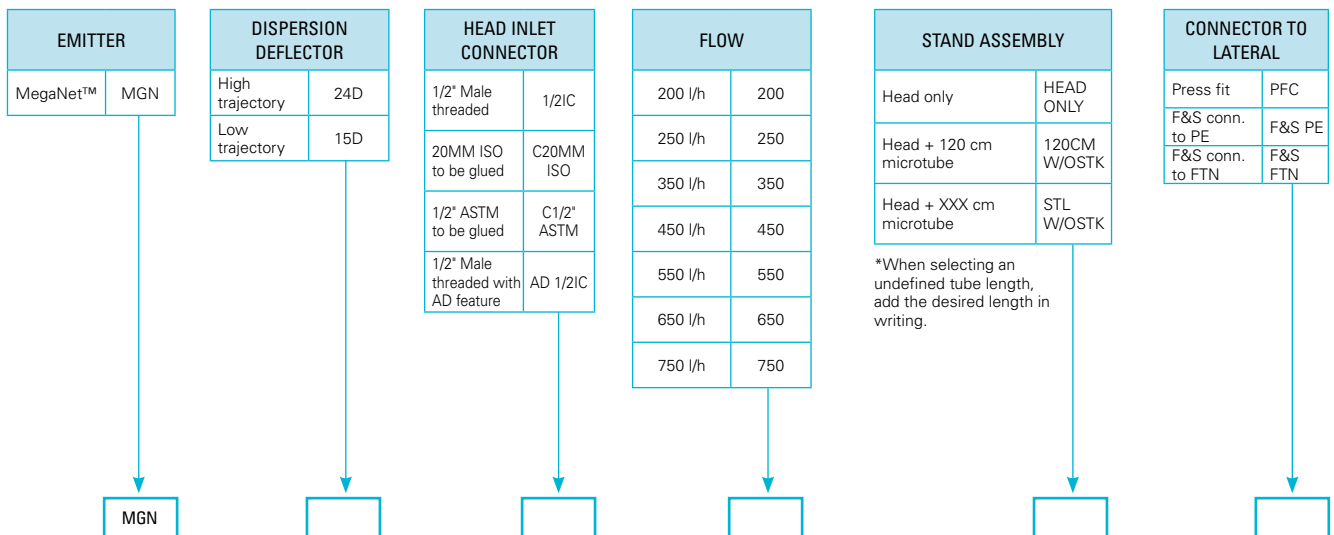 EMITTER
MegaNet™ MGN
DISPERSION
DEFLECTOR
High
trajectory
24D
Low
trajectory
15D
HEAD INLET
CONNECTOR
1/2" Male
threaded
1/2IC
20MM ISO
to be glued
C20MM
ISO
1/2" ASTM
to be glued
C1/2"
ASTM
1/2" Male
threaded with
AD feature
AD 1/2IC
FLOW
200 l/h 200
250 l/h 250
350 l/h 350
450 l/h 450
550 l/h 550
650 l/h 650
750 l/h 750
STAND ASSEMBLY
Head only
HEAD
ONLY
Head + 120 cm
microtube
120CM
W/OSTK
Head + XXX cm
microtube
STL
W/OSTK
*When selecting an
undefined tube length,
add the desired length in
writing.
CONNECTOR TO
LATERAL
Press fit PFC
F&S conn.
to PE
F&S PE
F&S conn.
to FTN
F&S
FTN
MGN